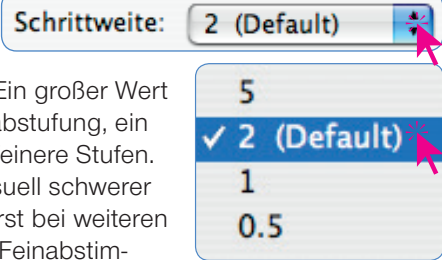 Schrittweite: 2 (Default)
Ein großer Wert
abstufung, ein
einere Stufen.
suell schwerer
rst bei weiteren
Feinabstim-
5
✓ 2 (Default)
1
0.5